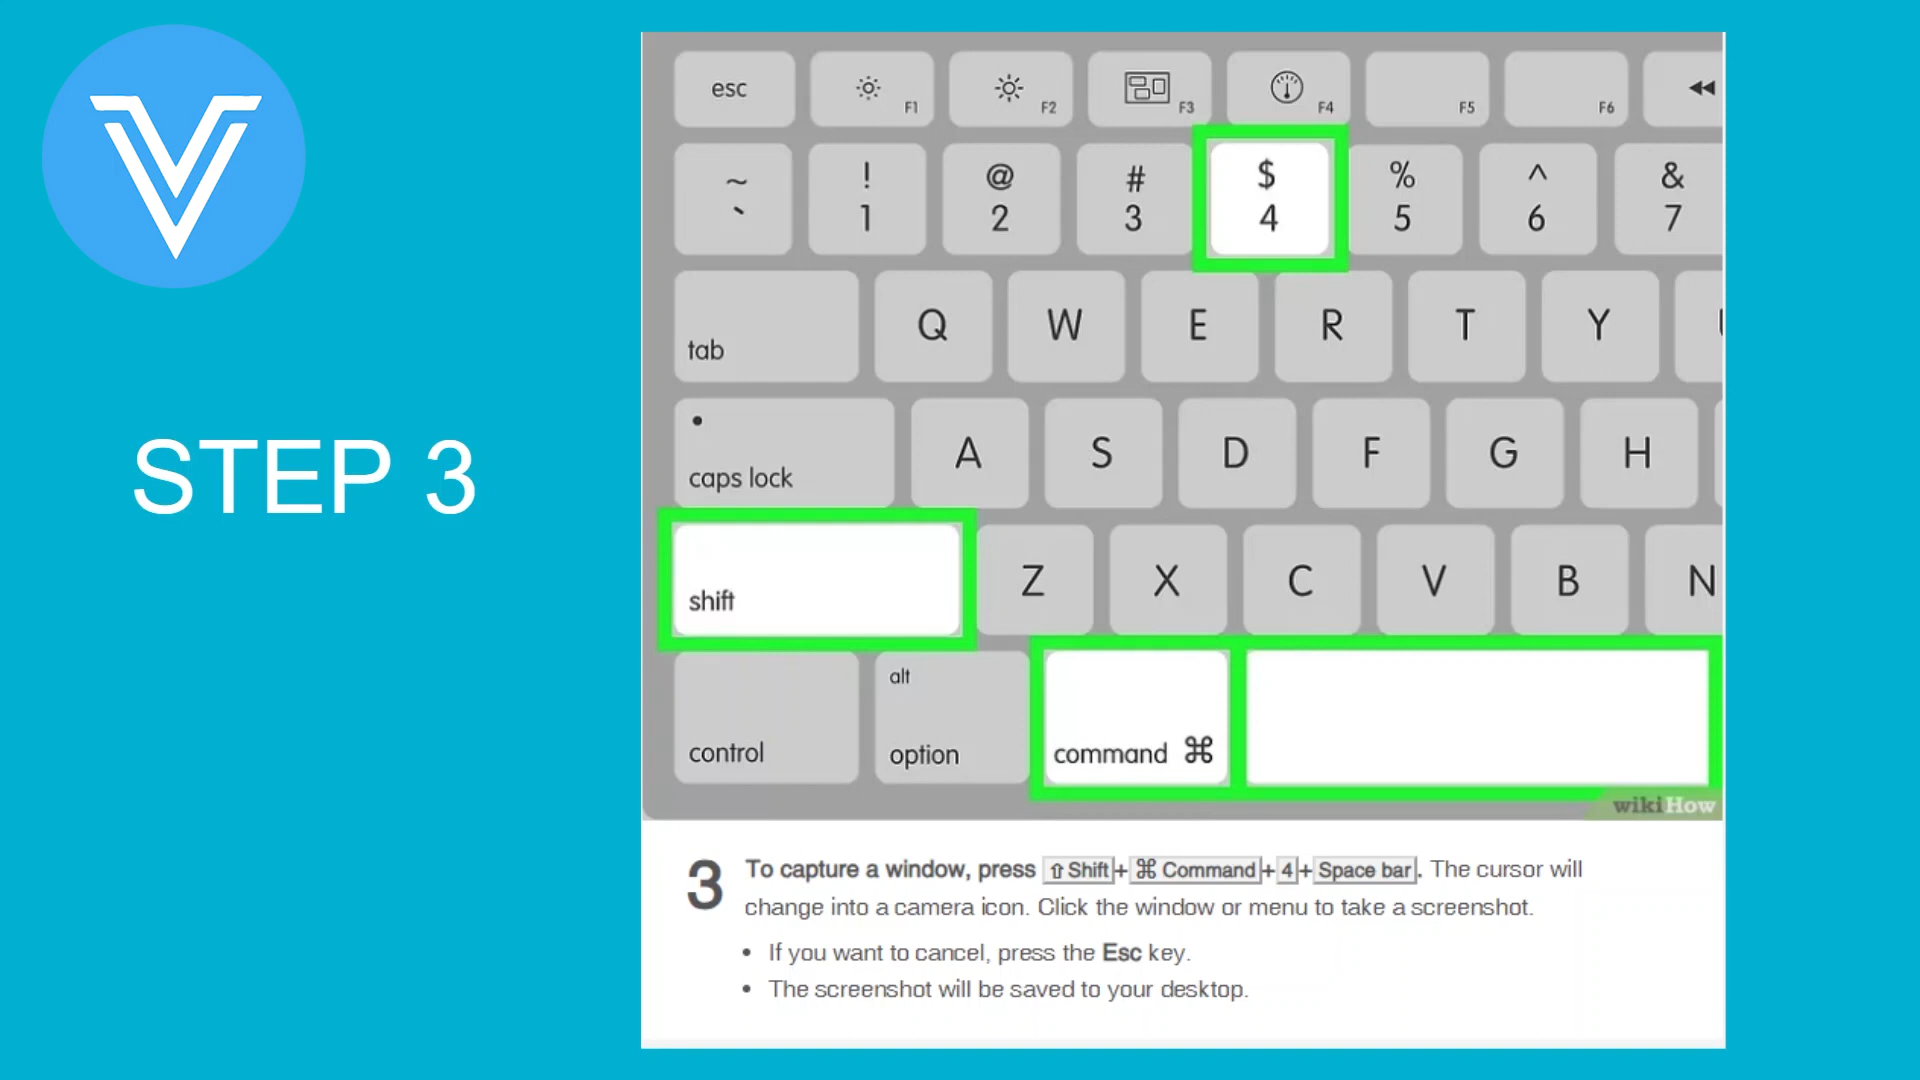 STEP 3
esc F1 F2 F3 F4 F5 F6
~ ! @ # $ % ^ &
` 1 2 3 4 5 6 7
tab Q W E R T Y
caps lock A S D F G H
shift Z X C V B N
alt
control option command ⌘
wikiHow
3 To capture a window, press ⇧ Shift+⌘ Command+4+Space bar. The cursor will
change into a camera icon. Click the window or menu to take a screenshot.
• If you want to cancel, press the Esc key.
• The screenshot will be saved to your desktop.